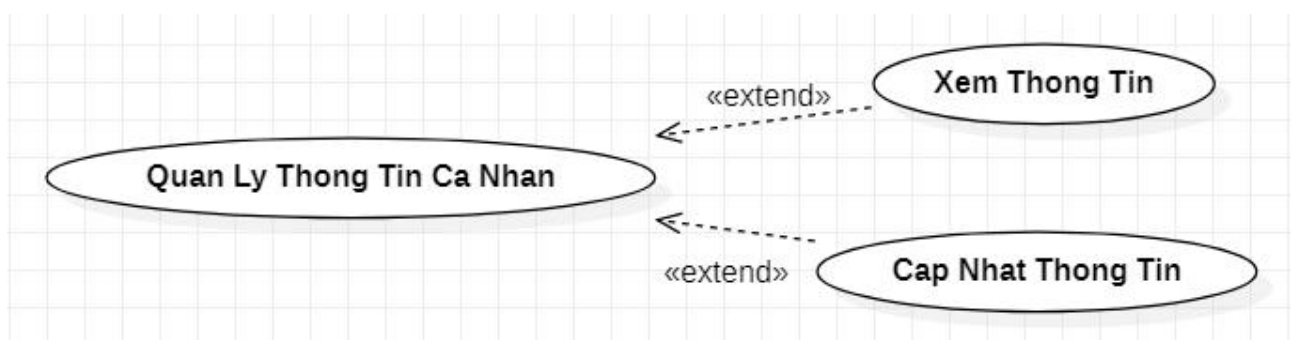 Xem Thong Tin
«extend»
Quan Ly Thong Tin Ca Nhan
«extend»
Cap Nhat Thong Tin